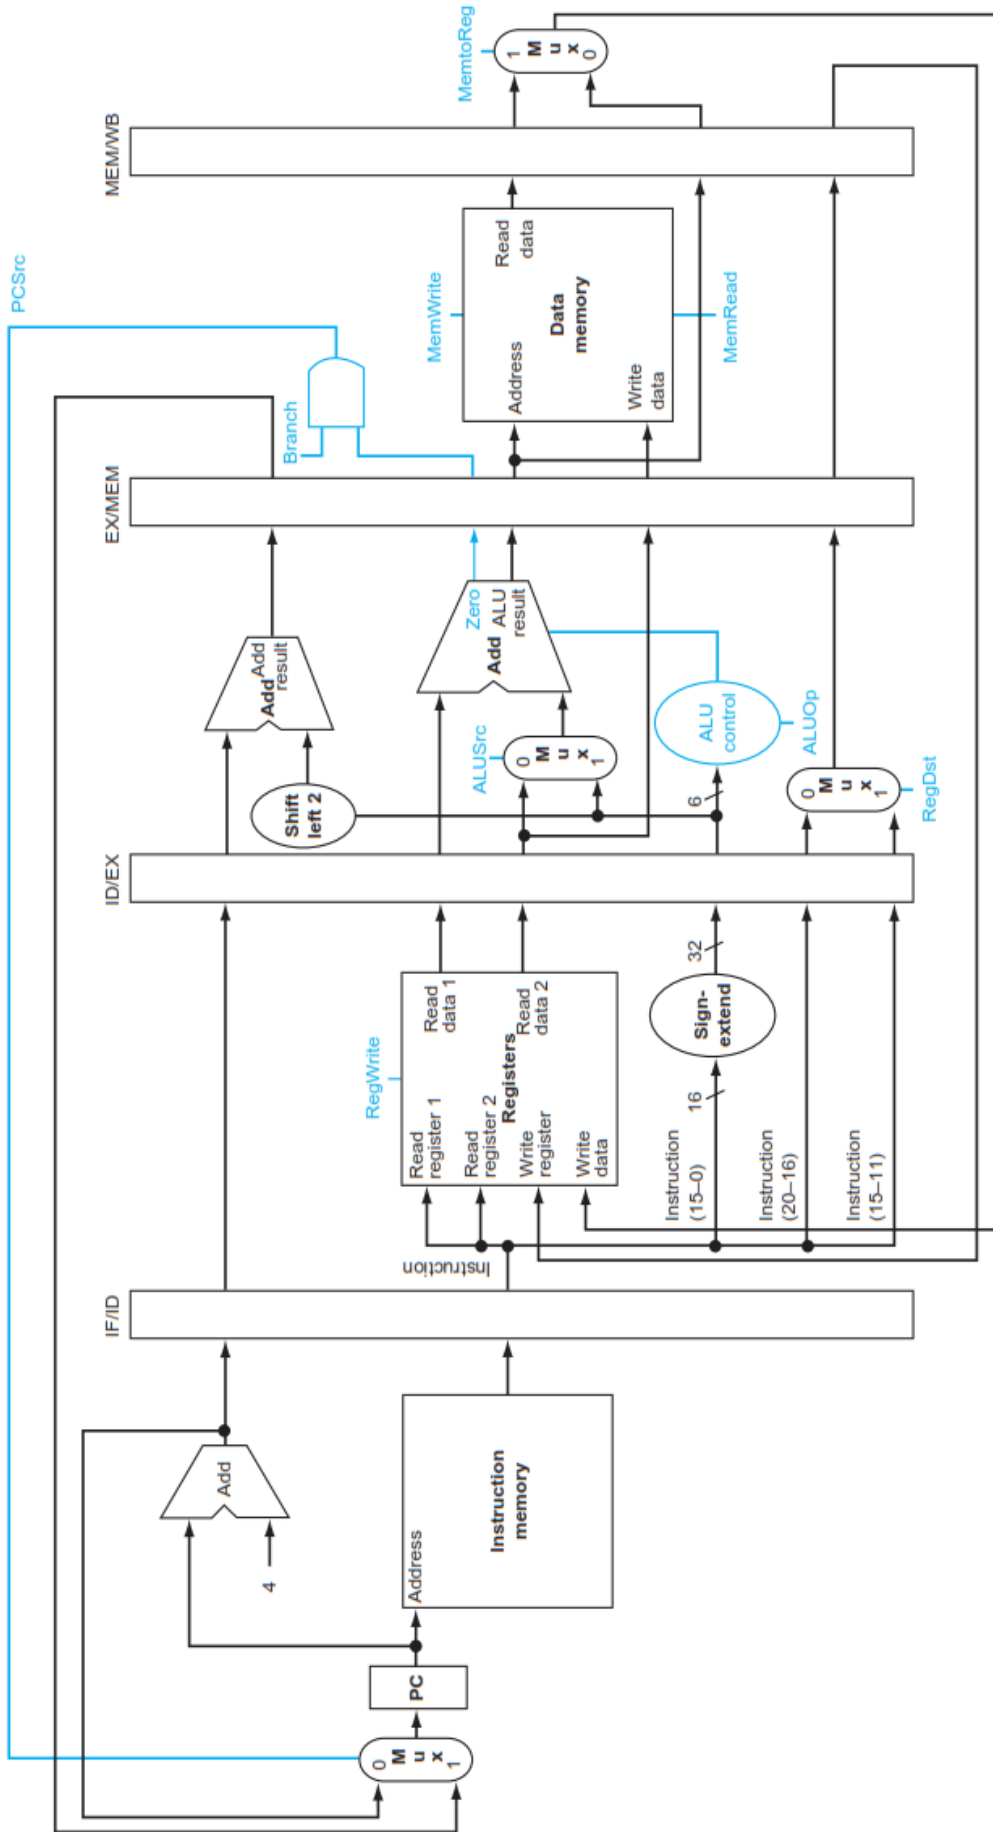 PCSrc
IF/ID
ID/EX
EX/MEM
MEM/WB
4
Add
Add
Add
result
Shift
left 2
Branch
0
M
u
x
1
PC
Address
Instruction
memory
Instruction
RegWrite
Read
register 1
Read
register 2
Write
register
Write
data
Registers
Read
data 1
Read
data 2
ALUSrc
0
M
u
x
1
Zero
Add
ALU
result
MemWrite
Address
Write
data
Data
memory
Read
data
MemRead
MemtoReg
1
M
u
x
0
Instruction
(15–0)
16
Sign-
extend
32
6
ALU
control
ALUOp
Instruction
(20–16)
Instruction
(15–11)
0
M
u
x
1
RegDst